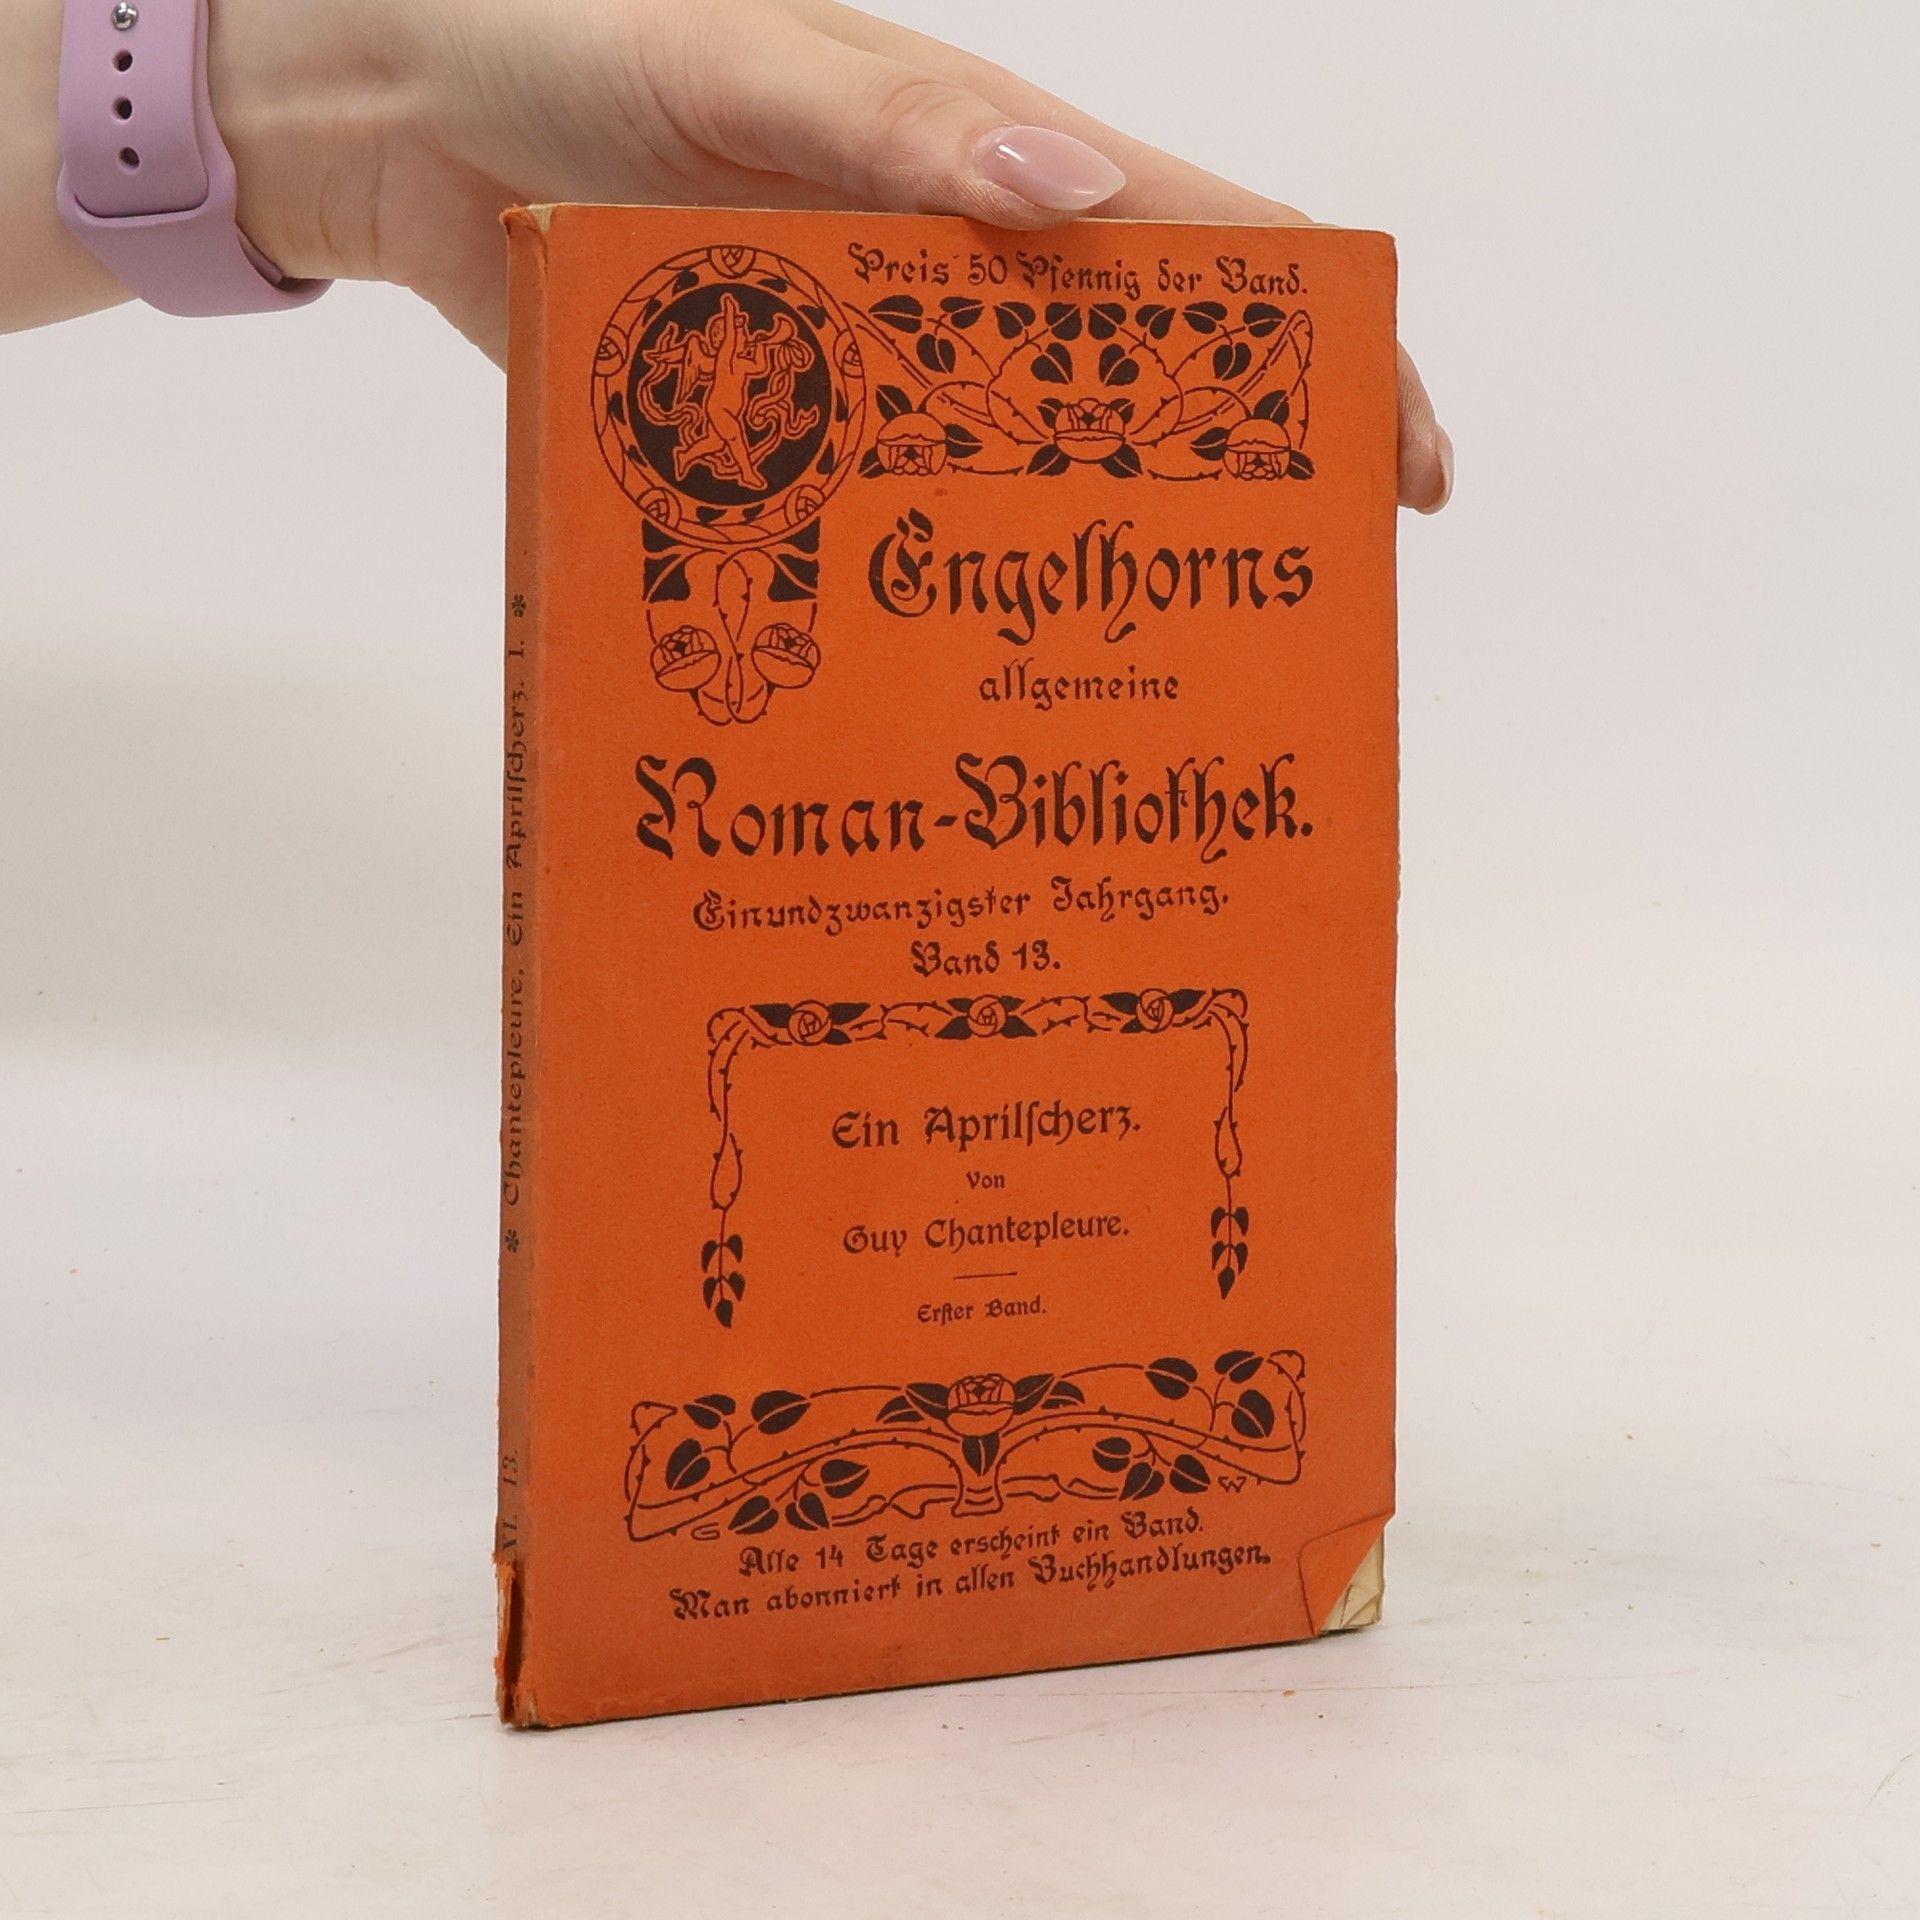 Preis 50 Pfennig der Band.
Engelhorns
allgemeine
Roman-Bibliothek.
Einundzwanzigster Jahrgang.
Band 13.
Ein Aprilſcherz.
Von
Guy Chantepleure.
Erſter Band.
G W
Alle 14 Tage erscheint ein Band.
Man abonniert in allen Buchhandlungen.
XI. 13. * Chantepleure, Ein Aprilſcherz. 1. *